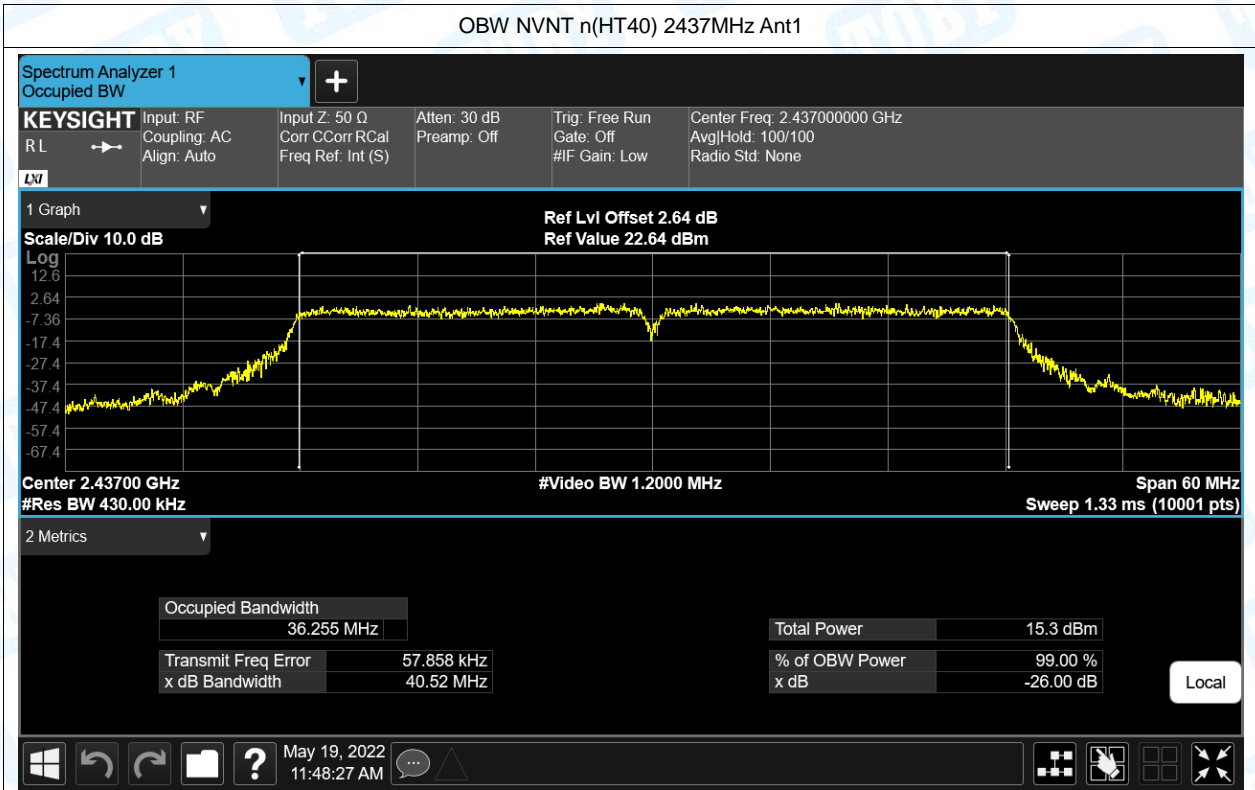 OBW NVNT n(HT40) 2437MHz Ant1
Spectrum Analyzer 1
Occupied BW
KEYSIGHT
R L
LXI
Input: RF
Coupling: AC
Align: Auto
Input Z: 50 Ω
Corr CCorr RCal
Freq Ref: Int (S)
Atten: 30 dB
Preamp: Off
Trig: Free Run
Gate: Off
#IF Gain: Low
Center Freq: 2.437000000 GHz
Avg|Hold: 100/100
Radio Std: None
1 Graph
Scale/Div 10.0 dB
Ref Lvl Offset 2.64 dB
Ref Value 22.64 dBm
Log
12.6
2.64
-7.36
-17.4
-27.4
-37.4
-47.4
-57.4
-67.4
Center 2.43700 GHz
#Video BW 1.2000 MHz
Span 60 MHz
#Res BW 430.00 kHz
Sweep 1.33 ms (10001 pts)
2 Metrics
Occupied Bandwidth
36.255 MHz
Total Power 15.3 dBm
Transmit Freq Error 57.858 kHz
% of OBW Power 99.00 %
x dB Bandwidth 40.52 MHz
x dB -26.00 dB
Local
May 19, 2022
11:48:27 AM
TOBY